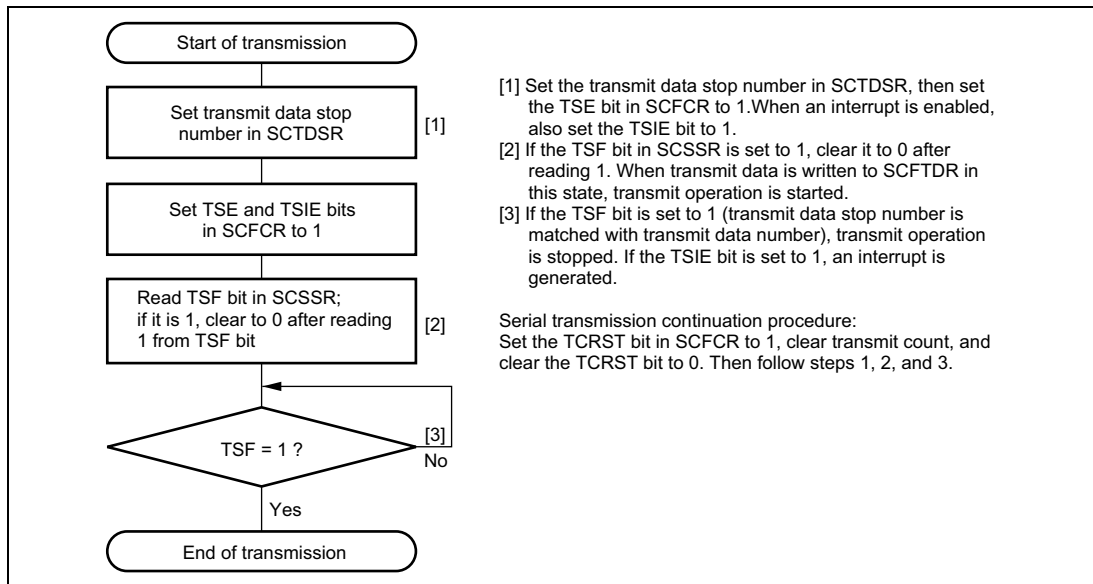 Start of transmission
Set transmit data stop
number in SCTDSR
[1]
Set TSE and TSIE bits
in SCFCR to 1
Read TSF bit in SCSSR;
if it is 1, clear to 0 after reading
1 from TSF bit
[2]
TSF = 1 ?
[3]
No
Yes
End of transmission
[1] Set the transmit data stop number in SCTDSR, then set
the TSE bit in SCFCR to 1.When an interrupt is enabled,
also set the TSIE bit to 1.
[2] If the TSF bit in SCSSR is set to 1, clear it to 0 after
reading 1. When transmit data is written to SCFTDR in
this state, transmit operation is started.
[3] If the TSF bit is set to 1 (transmit data stop number is
matched with transmit data number), transmit operation
is stopped. If the TSIE bit is set to 1, an interrupt is
generated.
Serial transmission continuation procedure:
Set the TCRST bit in SCFCR to 1, clear transmit count, and
clear the TCRST bit to 0. Then follow steps 1, 2, and 3.